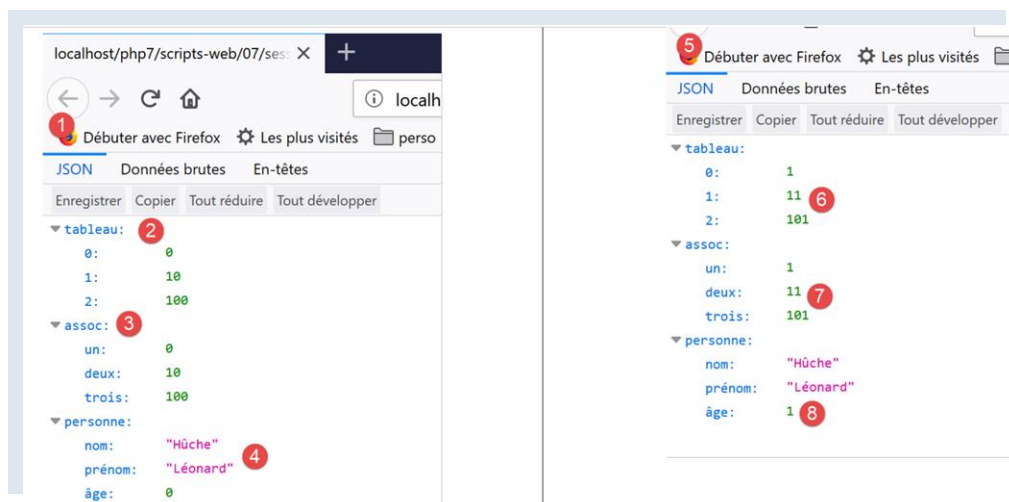 localhost/php7/scripts-web/07/ses
localh
1
Débuter avec Firefox Les plus visités perso
JSON Données brutes En-têtes
Enregistrer Copier Tout réduire Tout développer
tableau: 2
0: 0
1: 10
2: 100
assoc: 3
un: 0
deux: 10
trois: 100
personne:
nom: "Hûche"
4
prénom: "Léonard"
âge: 0
5
Débuter avec Firefox Les plus visités
JSON Données brutes En-têtes
Enregistrer Copier Tout réduire Tout développer
tableau:
0: 1
1: 11 6
2: 101
assoc:
un: 1
deux: 11 7
trois: 101
personne:
nom: "Hûche"
prénom: "Léonard"
âge: 1 8